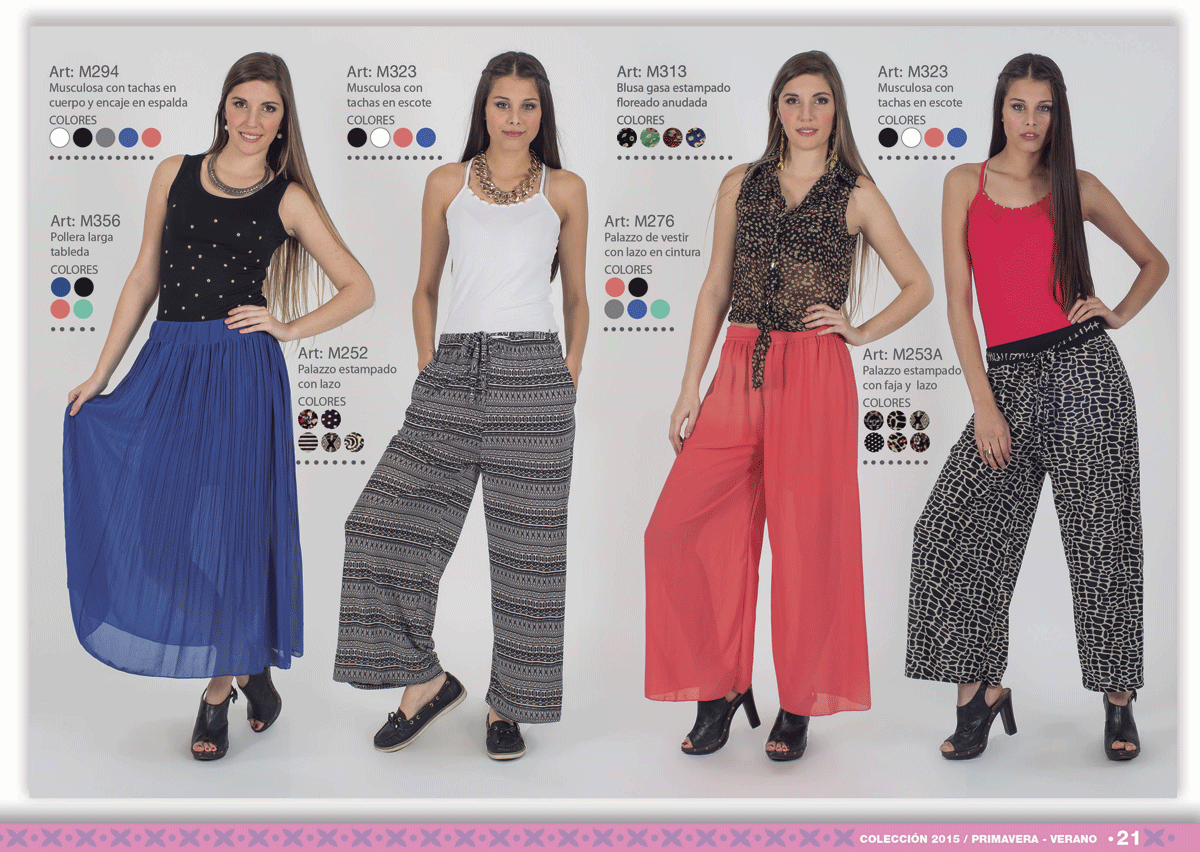 Art: M294
Musculosa con tachas en
cuerpo y encaje en espalda
COLORES
Art: M356
Pollera larga
tableda
COLORES
Art: M323
Musculosa con
tachas en escote
COLORES
Art: M252
Palazzo estampado
con lazo
COLORES
Art: M313
Blusa gasa estampado
floreado anudada
COLORES
Art: M276
Palazo de vestir
con lazo en cintura
COLORES
Art: M323
Musculosa con
tachas en escote
COLORES
Art: M253A
Palazzo estampado
con faja y lazo
COLORES
COLECCIÓN 2015 / PRIMAVERA - VERANO • 21